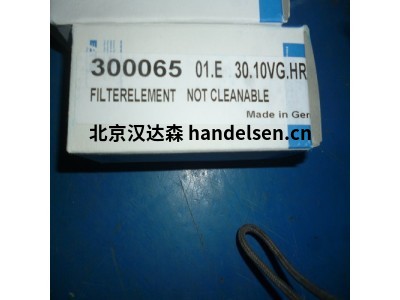 300065 01.E 30.10VG.HR
FILTERELEMENT NOT CLEANABLE
Made in Ger
北京汉达森 handelsen.cn